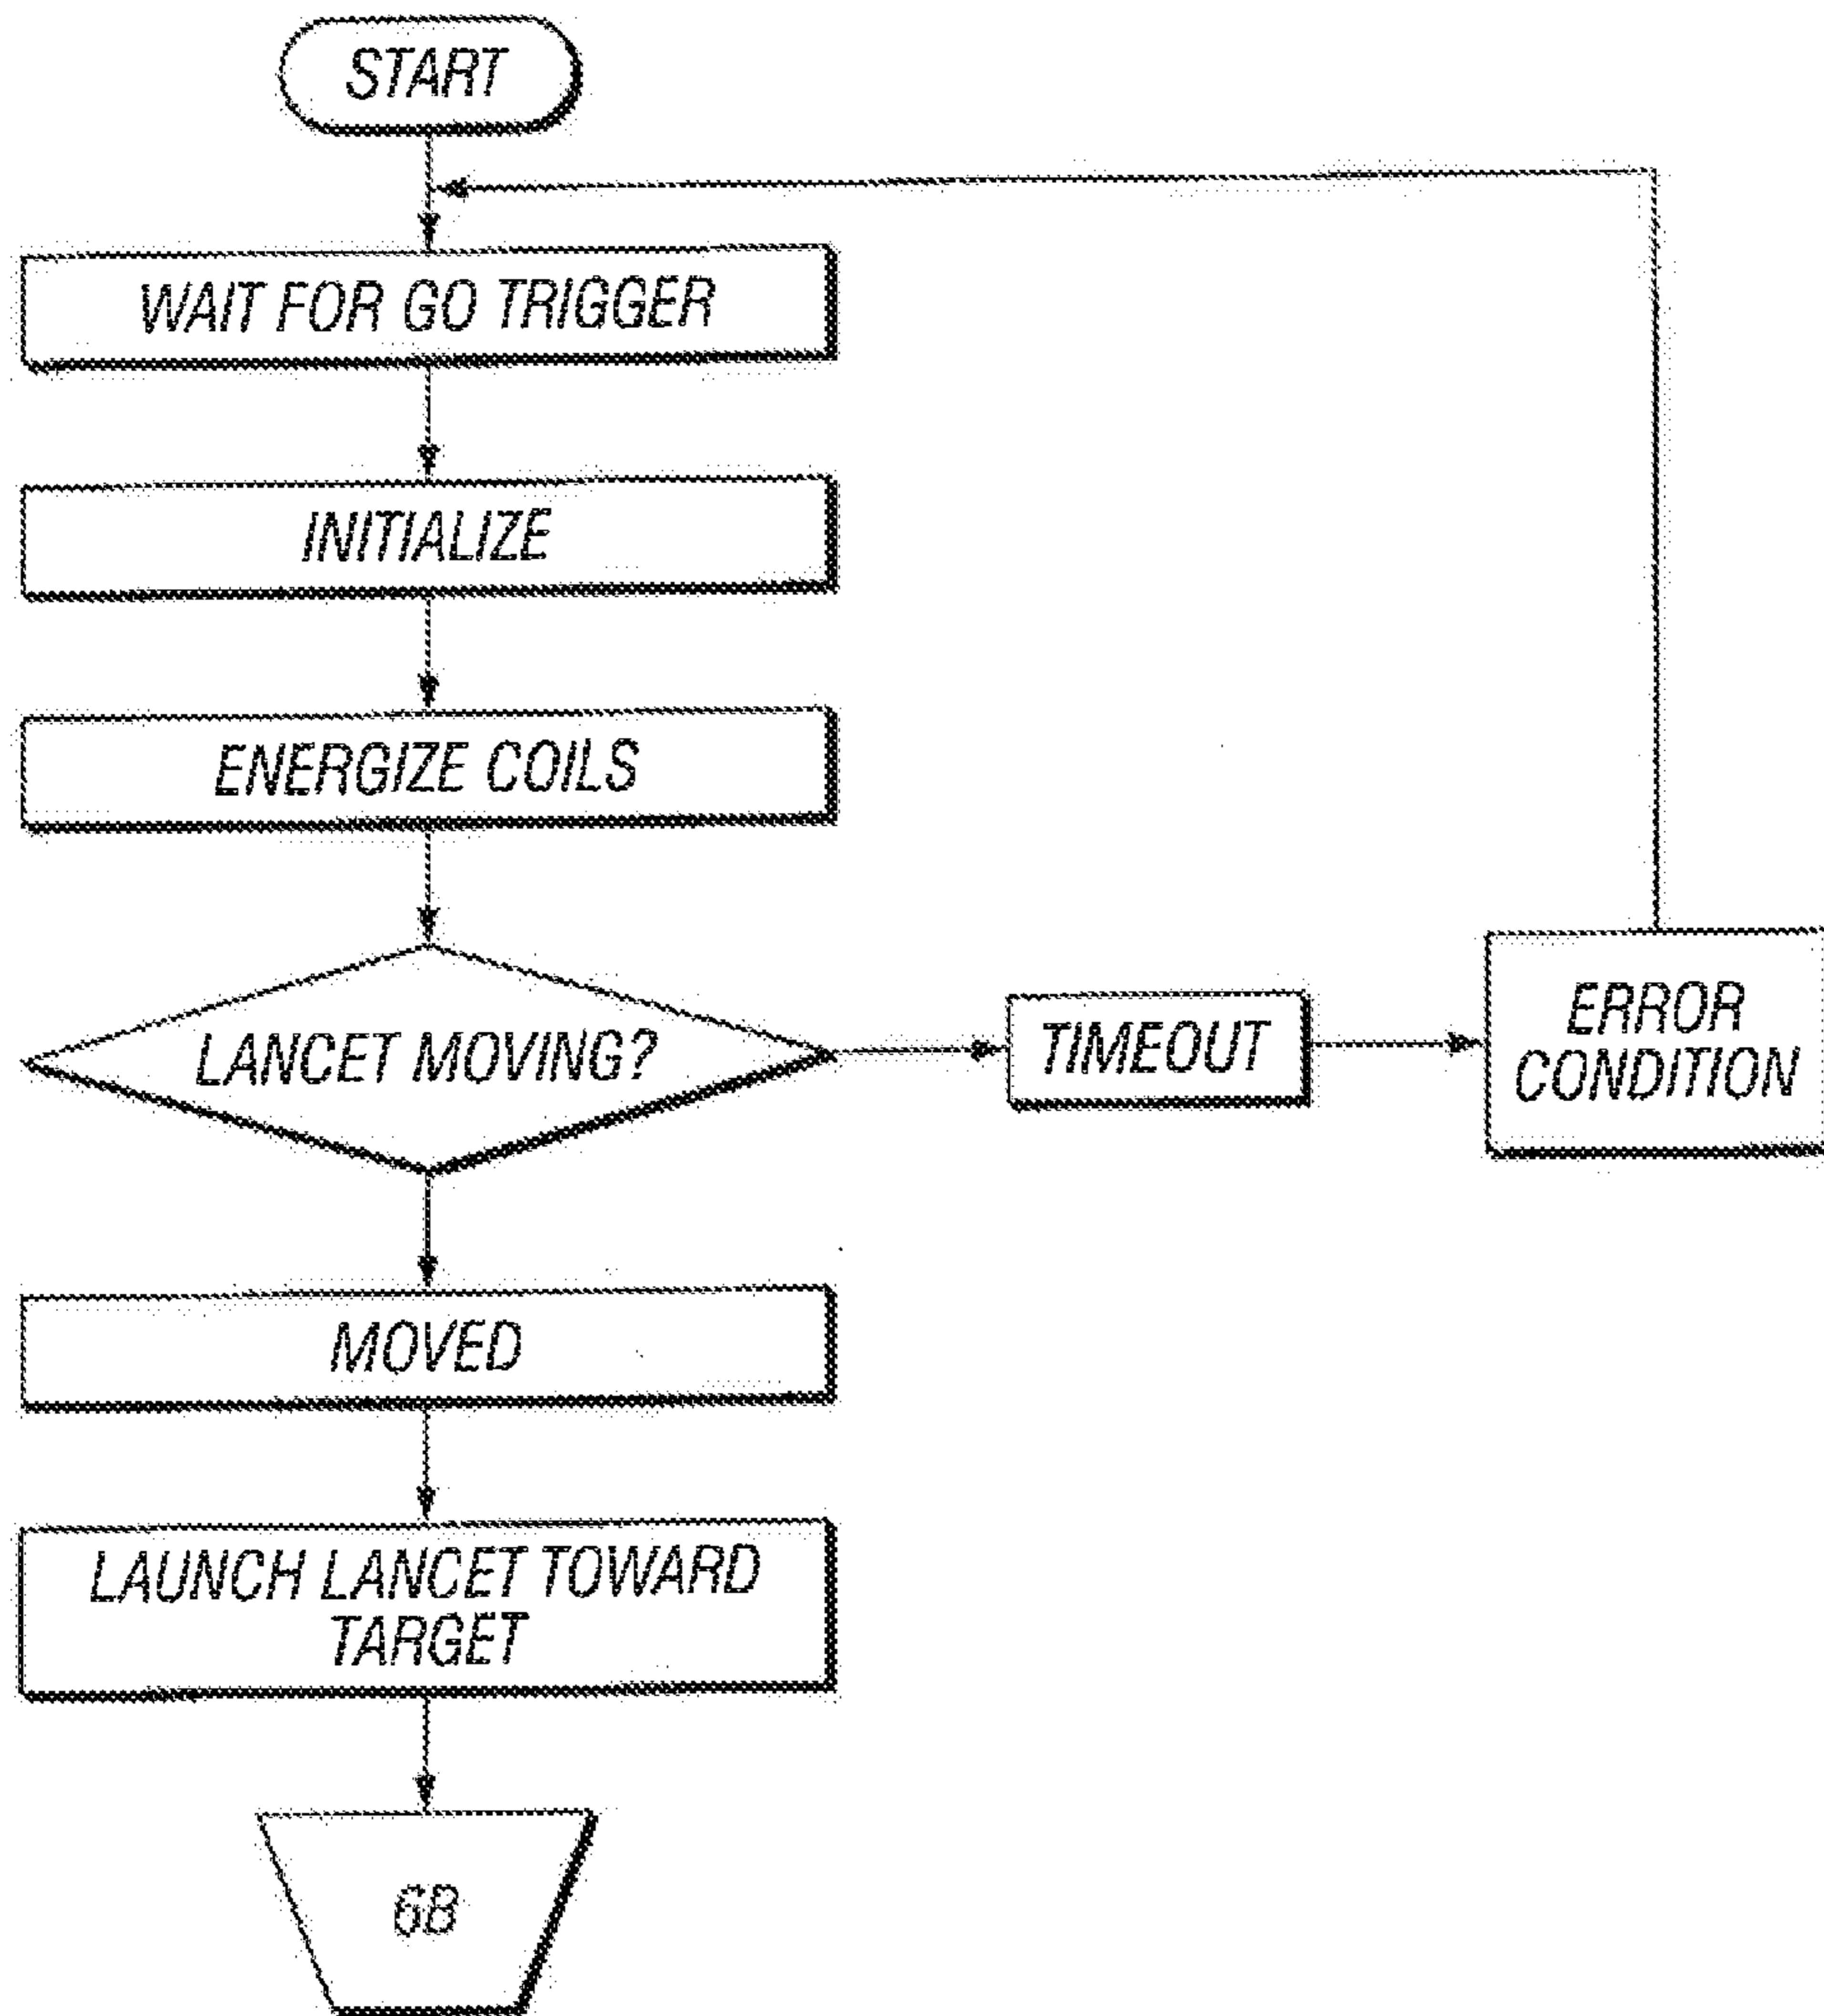 START
WAIT FOR GO TRIGGER
INITIALIZE
ENERGIZE COILS
LANCET MOVING?
TIMEOUT
ERROR
CONDITION
MOVED
LAUNCH LANCET TOWARD
TARGET
6B